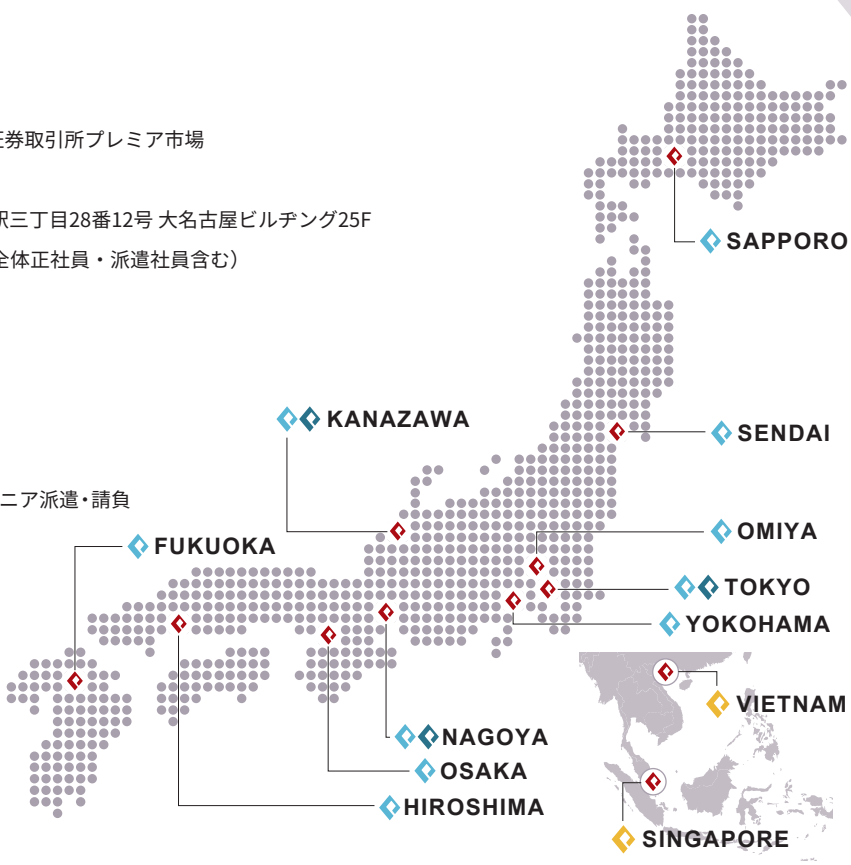 証券取引所プレミア市場
駅三丁目28番12号 大名古屋ビルヂング25F
全体正社員・派遣社員含む）
SAPPORO
KANAZAWA
SENDAI
ニア派遣・請負
OMIYA
FUKUOKA
TOKYO
YOKOHAMA
VIETNAM
NAGOYA
OSAKA
HIROSHIMA
SINGAPORE